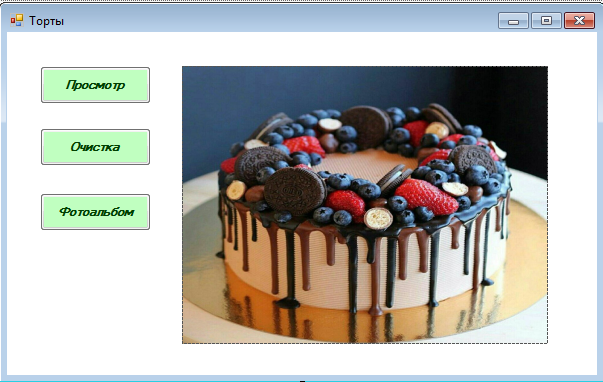 Торты
Просмотр
Очистка
Фотоальбом